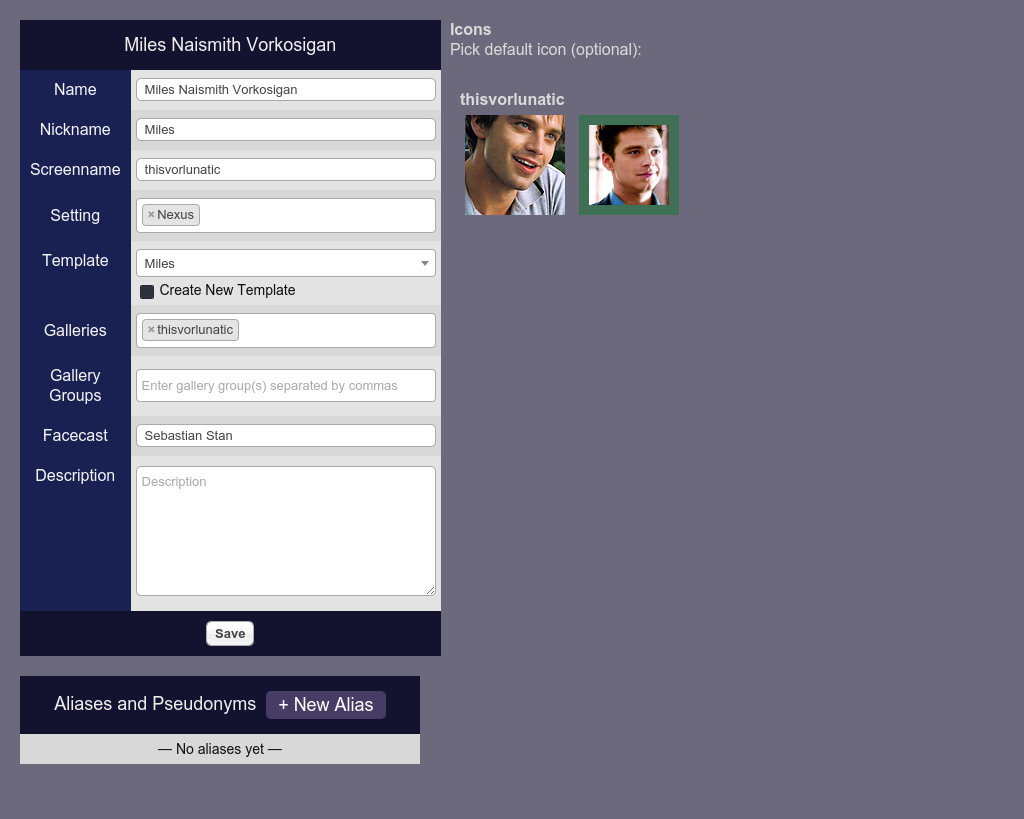 Miles Naismith Vorkosigan
Name
Miles Naismith Vorkosigan
Nickname
Miles
Screenname
thisvorlunatic
Setting
× Nexus
Template
Miles
Create New Template
Galleries
× thisvorlunatic
Gallery
Groups
Enter gallery group(s) separated by commas
Facecast
Sebastian Stan
Description
Description
Save
Aliases and Pseudonyms
+ New Alias
— No aliases yet —
Icons
Pick default icon (optional):
thisvorlunatic